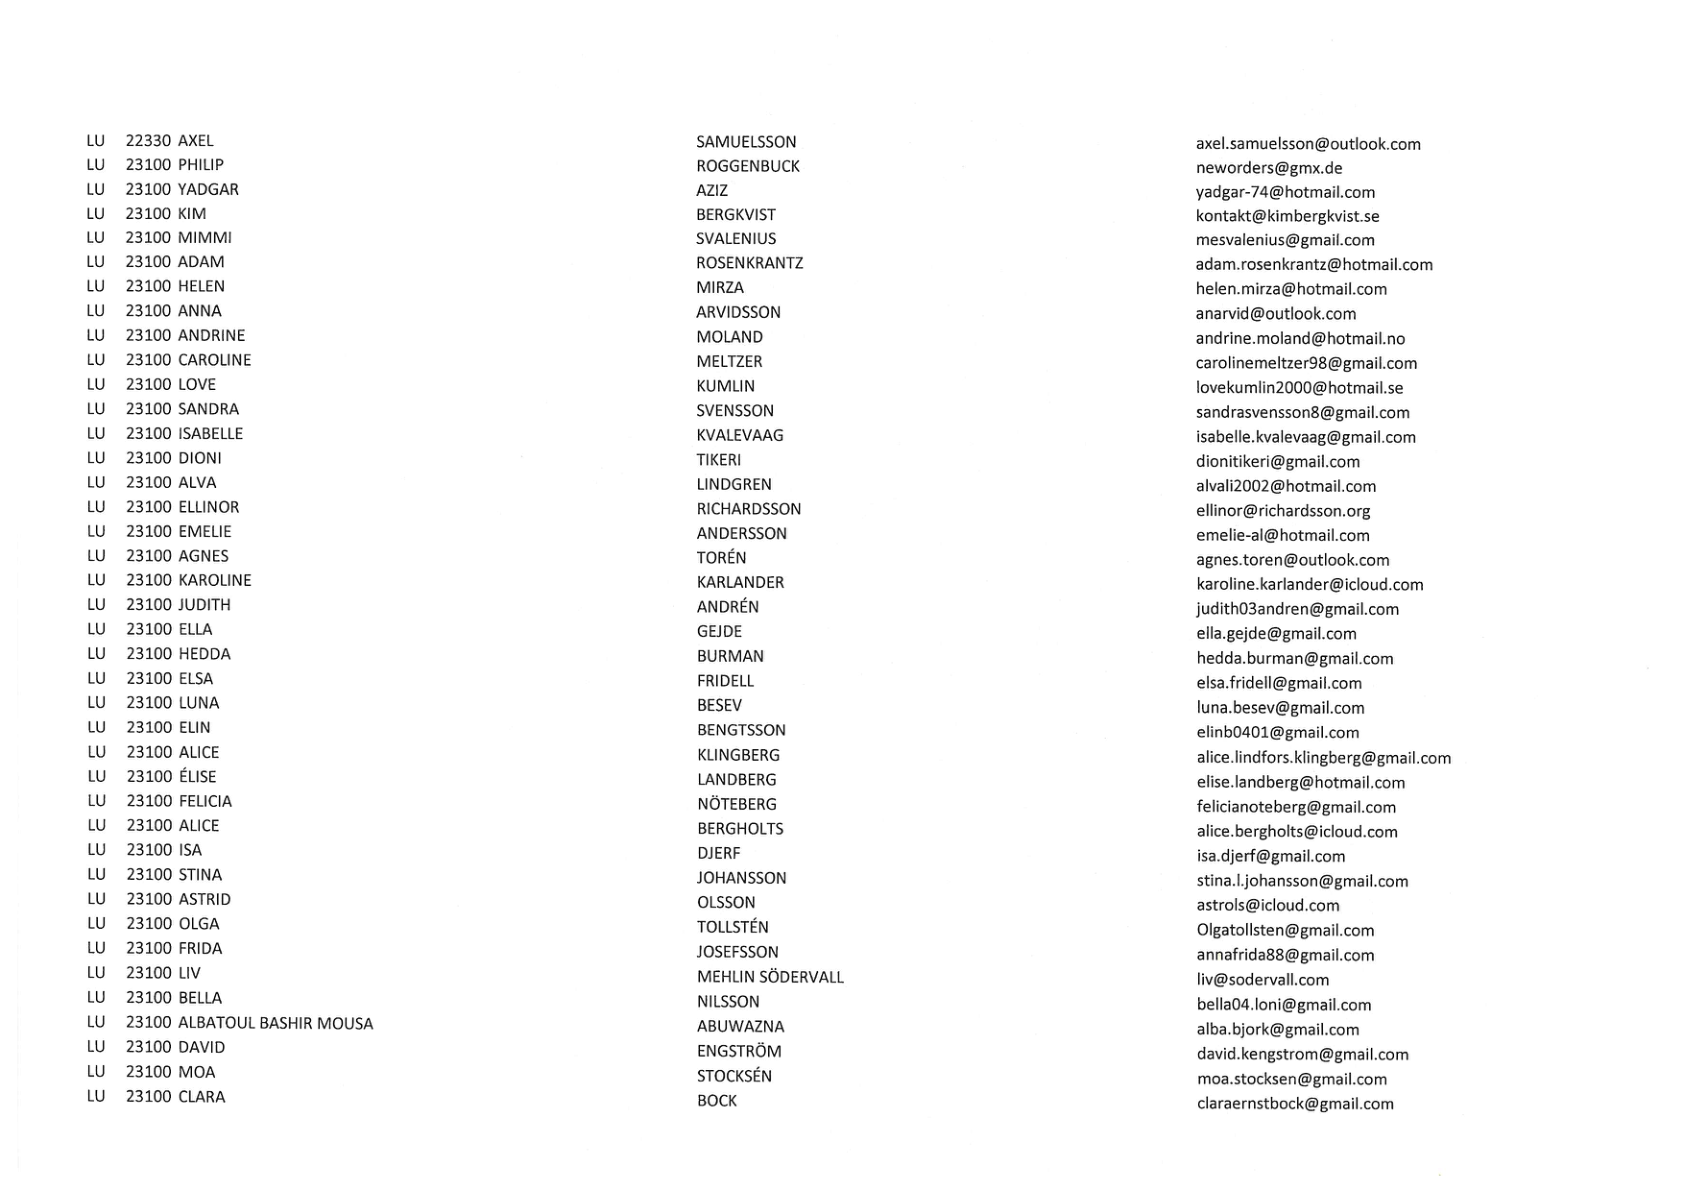 LU 22330 AXEL SAMUELSSON axel.samuelsson@outlook.com
LU 23100 PHILIP ROGGENBUCK neworders@gmx.de
LU 23100 YADGAR AZIZ yadgar-74@hotmail.com
LU 23100 KIM BERGKVIST kontakt@kimbergkvist.se
LU 23100 MIMMI SVALENIUS mesvalenius@gmail.com
LU 23100 ADAM ROSENKRANTZ adam.rosenkrantz@hotmail.com
LU 23100 HELEN MIRZA helen.mirza@hotmail.com
LU 23100 ANNA ARVIDSSON anarvid@outlook.com
LU 23100 ANDRINE MOLAND andrine.moland@hotmail.no
LU 23100 CAROLINE MELTZER carolinemeltzer98@gmail.com
LU 23100 LOVE KUMLIN lovekumlin2000@hotmail.se
LU 23100 SANDRA SVENSSON sandrasvensson8@gmail.com
LU 23100 ISABELLE KVALEVAAG isabelle.kvalevaag@gmail.com
LU 23100 DIONI TIKERI dionitikeri@gmail.com
LU 23100 ALVA LINDGREN alvali2002@hotmail.com
LU 23100 ELLINOR RICHARDSSON ellinor@richardsson.org
LU 23100 EMELIE ANDERSSON emelie-al@hotmail.com
LU 23100 AGNES TORÉN agnes.toren@outlook.com
LU 23100 KAROLINE KARLANDER karoline.karlander@icloud.com
LU 23100 JUDITH ANDRÉN judith03andren@gmail.com
LU 23100 ELLA GEJDE ella.gejde@gmail.com
LU 23100 HEDDA BURMAN hedda.burman@gmail.com
LU 23100 ELSA FRIDELL elsa.fridell@gmail.com
LU 23100 LUNA BESEV luna.besev@gmail.com
LU 23100 ELIN BENGTSSON elinb0401@gmail.com
LU 23100 ALICE KLINGBERG alice.lindfors.klingberg@gmail.com
LU 23100 ÉLISE LANDBERG elise.landberg@hotmail.com
LU 23100 FELICIA NÖTEBERG felicianoteberg@gmail.com
LU 23100 ALICE BERGHOLTS alice.bergholts@icloud.com
LU 23100 ISA DJERF isa.djerf@gmail.com
LU 23100 STINA JOHANSSON stina.l.johansson@gmail.com
LU 23100 ASTRID OLSSON astrols@icloud.com
LU 23100 OLGA TOLLSTÉN Olgatollsten@gmail.com
LU 23100 FRIDA JOSEFSSON annafrida88@gmail.com
LU 23100 LIV MEHLIN SÖDERVALL liv@sodervall.com
LU 23100 BELLA NILSSON bella04.loni@gmail.com
LU 23100 ALBATOUL BASHIR MOUSA ABUWAZNA alba.bjork@gmail.com
LU 23100 DAVID ENGSTRÖM david.kengstrom@gmail.com
LU 23100 MOA STOCKSÉN moa.stocksen@gmail.com
LU 23100 CLARA BOCK claraernstbock@gmail.com